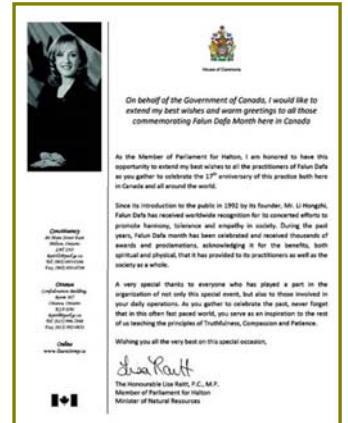 House of Commons
On behalf of the Government of Canada, I would like to
extend my best wishes and warm greetings to all those
commemorating Falun Dafa Month here in Canada
As the Member of Parliament for Halton, I am honored to have this
opportunity to extend my best wishes to all the practitioners of Falun Dafa
as you gather to celebrate the 17th anniversary of this practice both here
in Canada and all around the world.
Since its introduction to the public in 1992 by its founder, Mr. Li Hongzhi,
Falun Dafa has received worldwide recognition for its concerted efforts to
promote harmony, tolerance and empathy in society. During the past
years, Falun Dafa month has been celebrated and received thousands of
awards and proclamations, acknowledging it for the benefits, both
spiritual and physical, that it has provided to its practitioners as well as the
society as a whole.
A very special thanks to everyone who has played a part in the
organization of not only this special event, but also to those involved in
your daily operations. As you gather to celebrate the past, never forget
that in this often fast paced world, you serve as an inspiration to the rest
of us teaching the principles of Truthfulness, Compassion and Patience.
Wishing you all the very best on this special occasion,
Lisa Raitt
The Honourable Lisa Raitt, P.C., M.P.
Member of Parliament for Halton
Minister of Natural Resources
Constituency
Milton, Ontario
Ottawa
Confederation Building
Ottawa, Ontario
Online